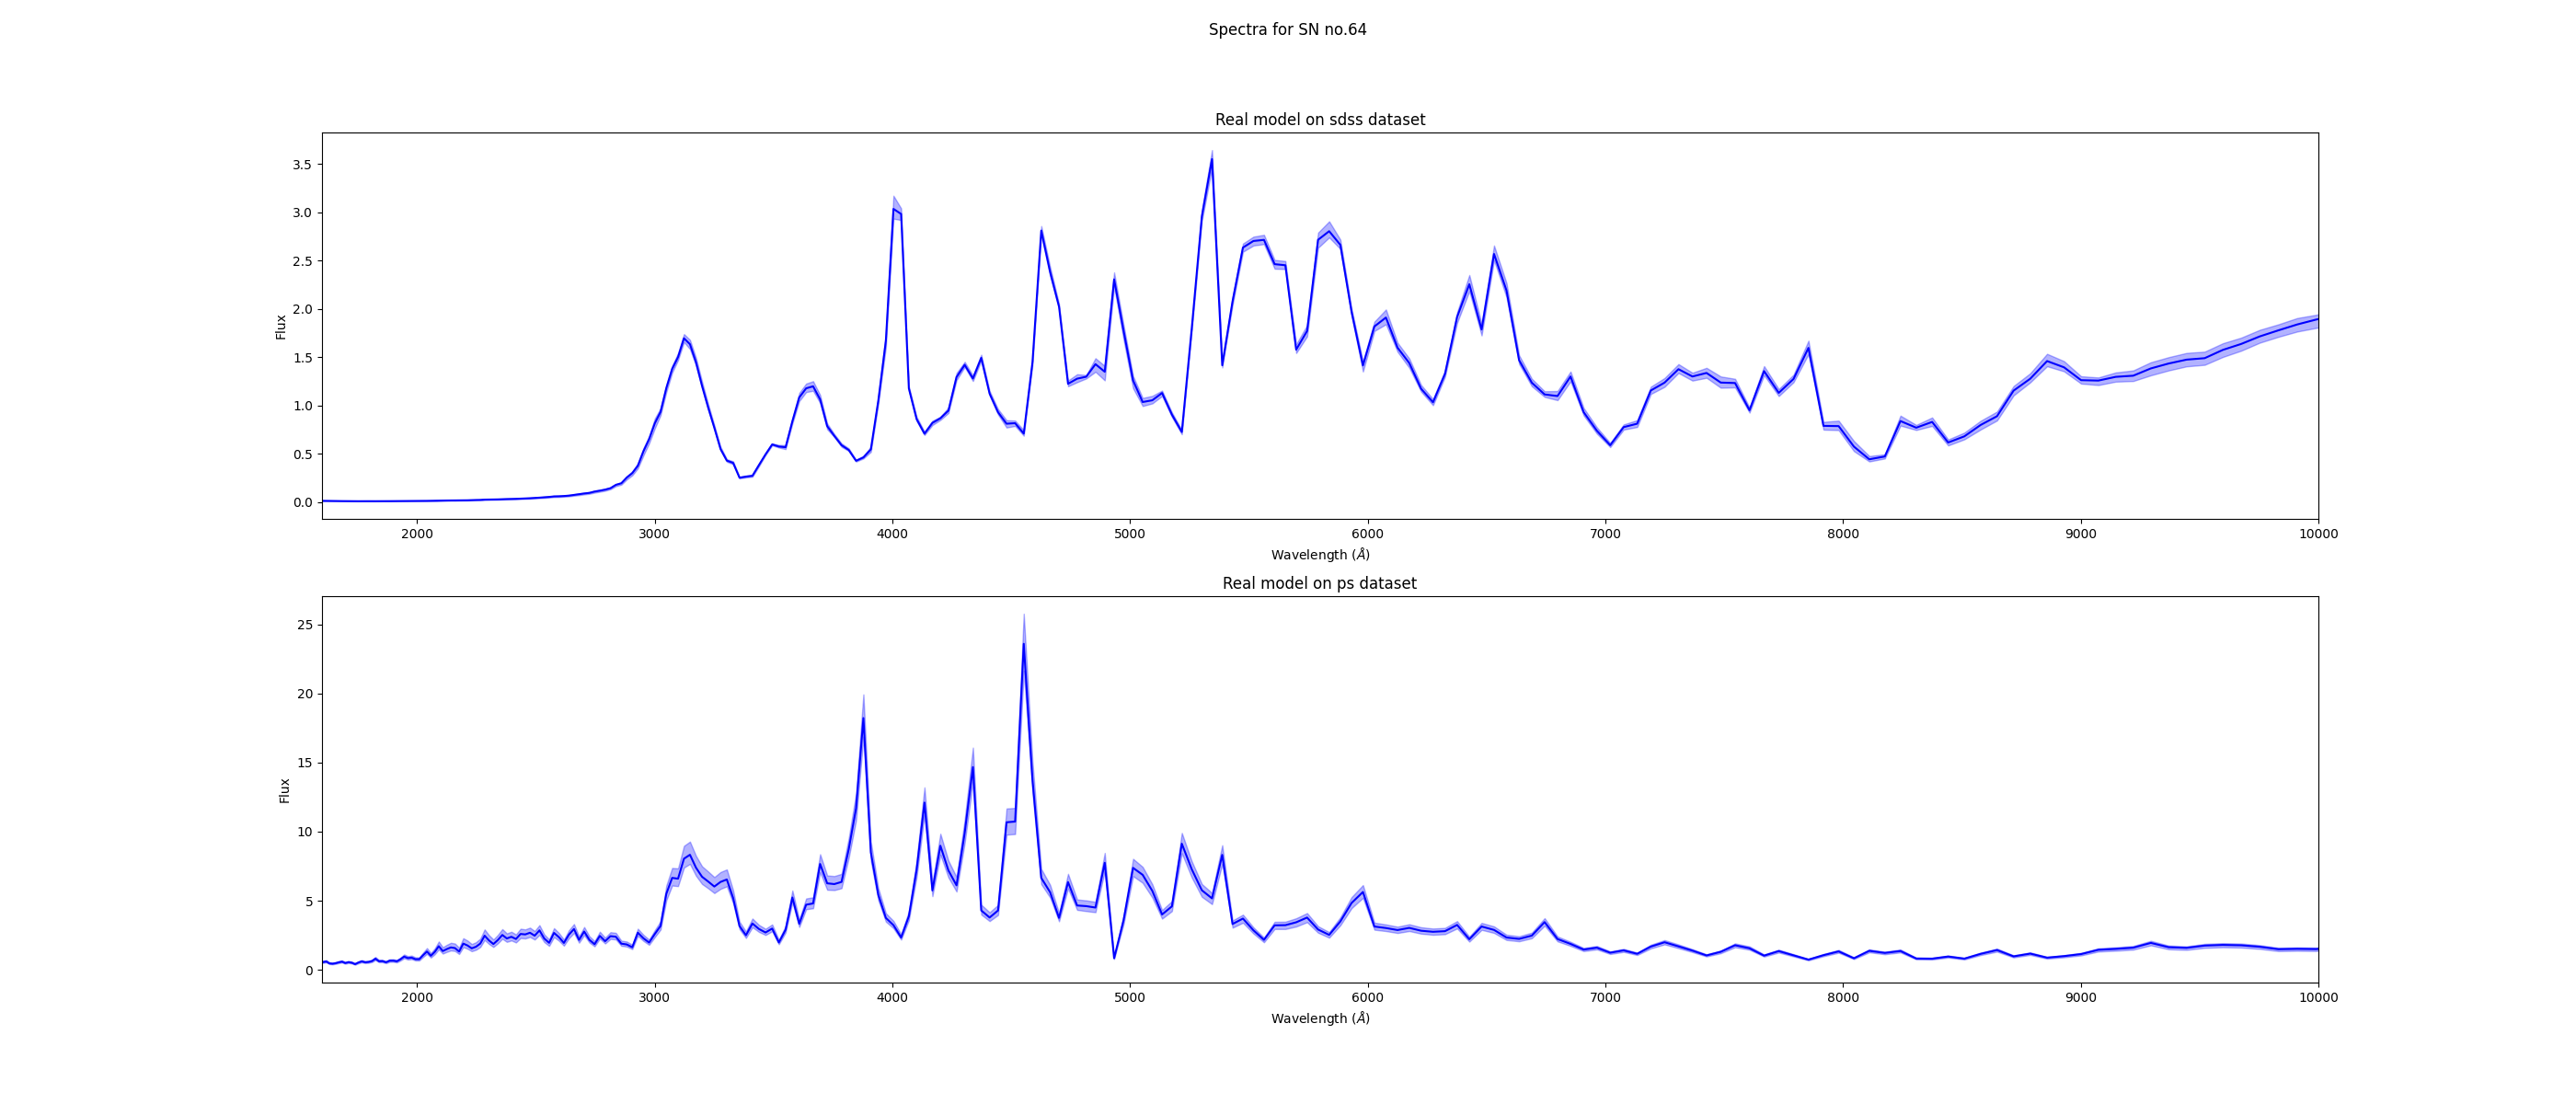 Spectra for SN no.64
Real model on sdss dataset
3.5
3.0
2.5
2.0
1.5
1.0
0.5
0.0
Flux
2000 3000 4000 5000 6000 7000 8000 9000 10000
Wavelength (Å)
Real model on ps dataset
25
20
15
10
5
0
Flux
2000 3000 4000 5000 6000 7000 8000 9000 10000
Wavelength (Å)